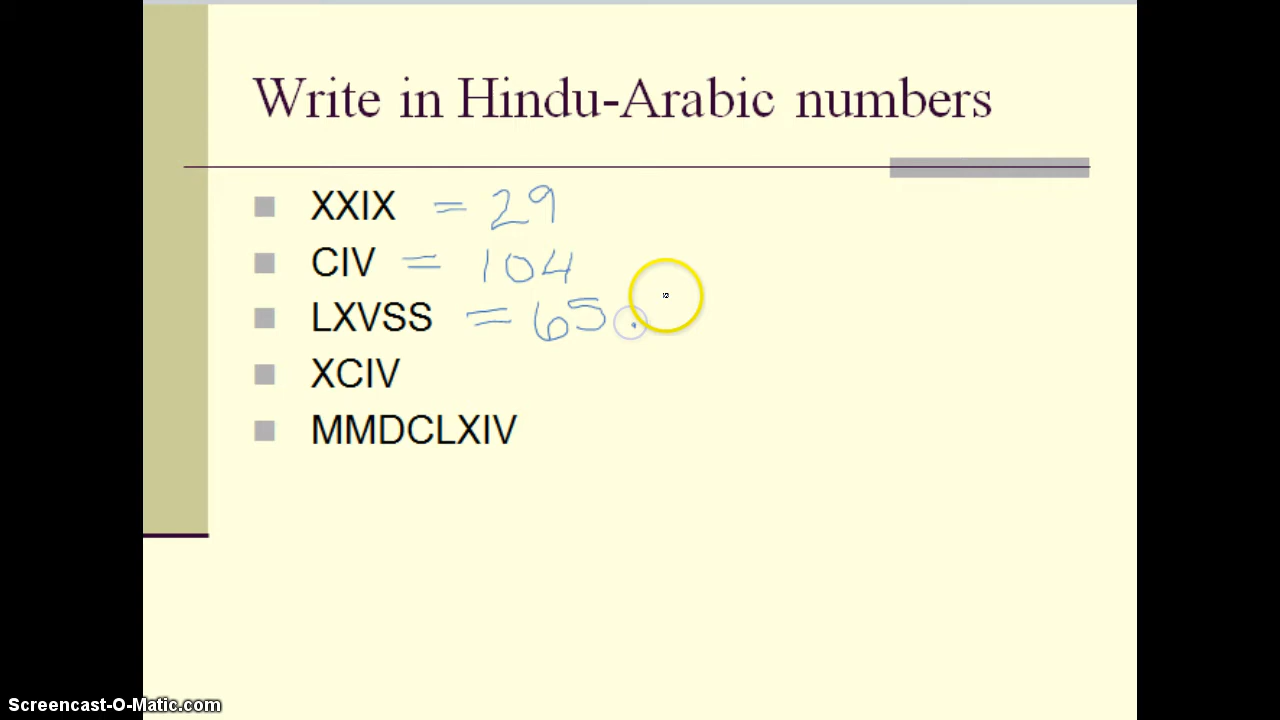 Write in Hindu-Arabic numbers
XXIX = 29
CIV = 104
LXVSS = 65.
XCIV
MMDCLXIV
Screencast-O-Matic.com